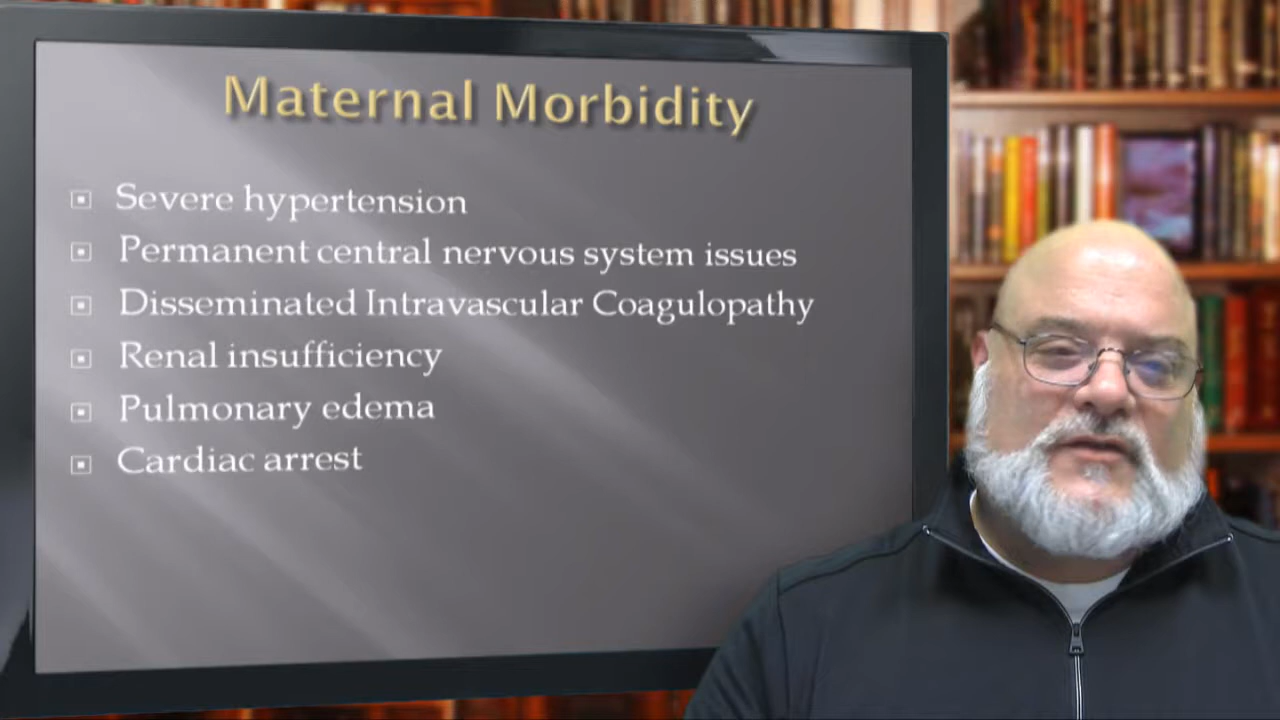 Maternal Morbidity
Severe hypertension
Permanent central nervous system issues
Disseminated Intravascular Coagulopathy
Renal insufficiency
Pulmonary edema
Cardiac arrest